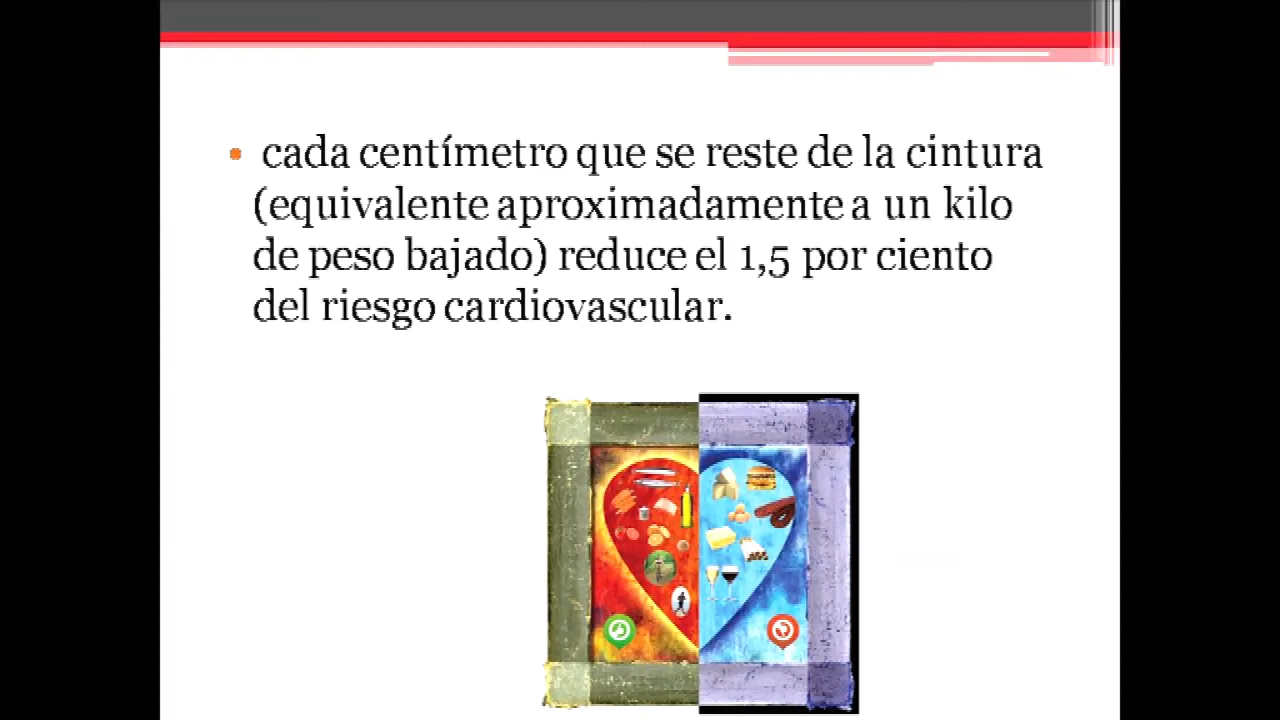 • cada centímetro que se reste de la cintura
(equivalente aproximadamente a un kilo
de peso bajado) reduce el 1,5 por ciento
del riesgo cardiovascular.